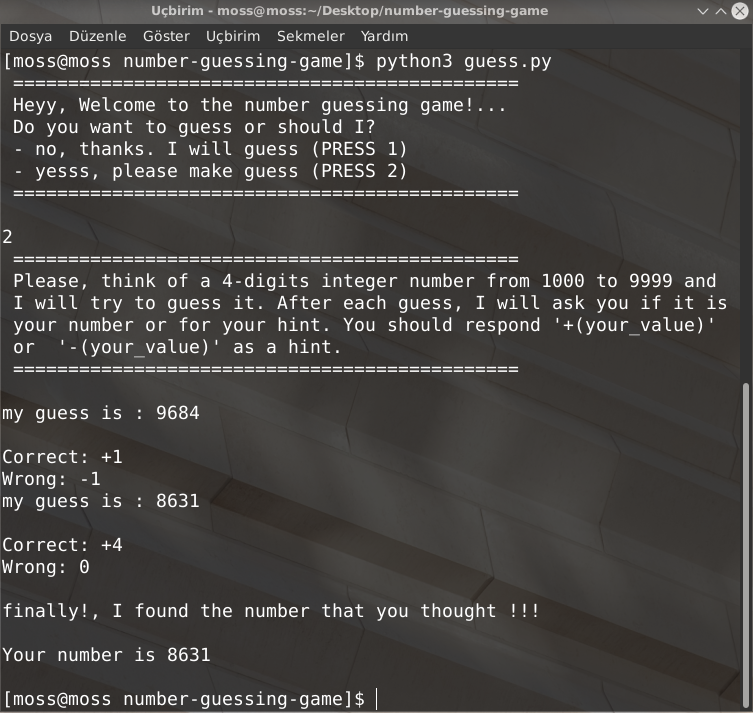 Uçbirim - moss@moss:~/Desktop/number-guessing-game
Dosya Düzenle Göster Uçbirim Sekmeler Yardım
[moss@moss number-guessing-game]$ python3 guess.py
==============================================
Heyy, Welcome to the number guessing game!...
Do you want to guess or should I?
- no, thanks. I will guess (PRESS 1)
- yesss, please make guess (PRESS 2)
==============================================
2
==============================================
Please, think of a 4-digits integer number from 1000 to 9999 and
I will try to guess it. After each guess, I will ask you if it is
your number or for your hint. You should respond '+(your_value)'
or  '-(your_value)' as a hint.
==============================================
my guess is : 9684
Correct: +1
Wrong: -1
my guess is : 8631
Correct: +4
Wrong: 0
finally!, I found the number that you thought !!!
Your number is 8631
[moss@moss number-guessing-game]$